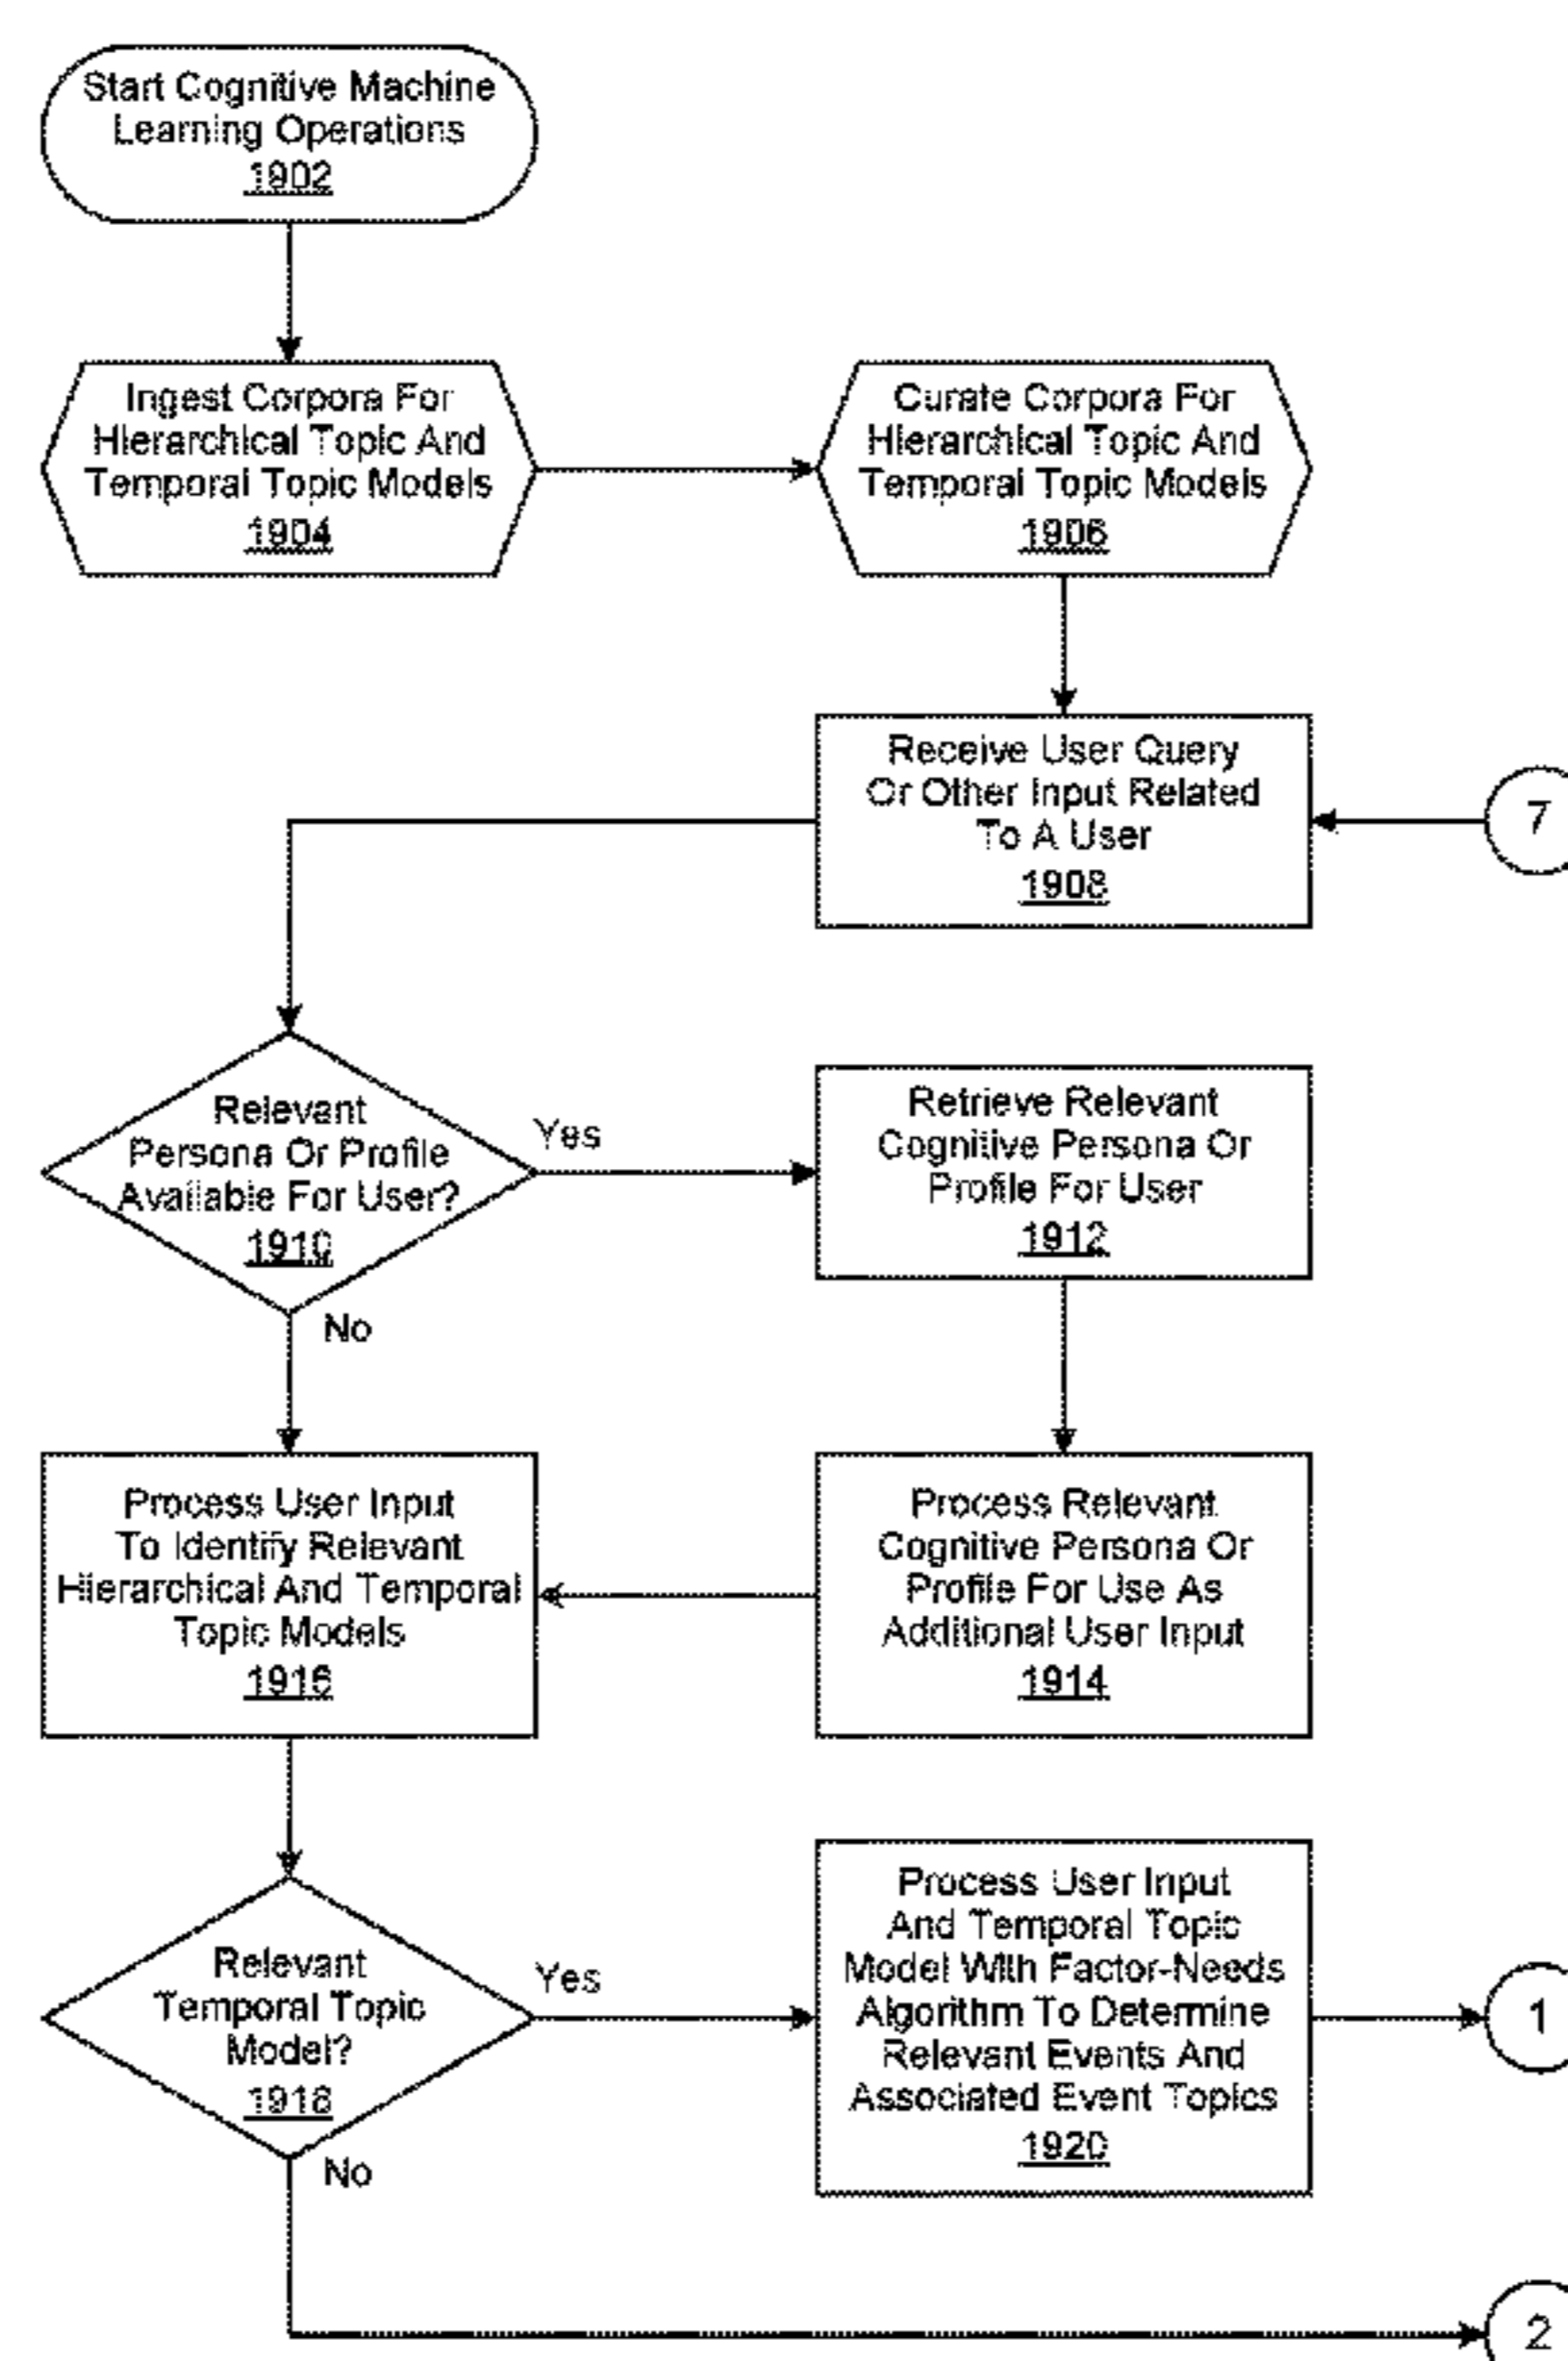 Start Cognitive Machine
Learning Operations
1902
Ingest Corpora For
Hierarchical Topic And
Temporal Topic Models
1904
Curate Corpora For
Hierarchical Topic And
Temporal Topic Models
1906
Receive User Query
Or Other Input Related
To A User
1908
7
Relevant
Persona Or Profile
Available For User?
1910
Yes
No
Retrieve Relevant
Cognitive Persona Or
Profile For User
1912
Process User Input
To Identify Relevant
Hierarchical And Temporal
Topic Models
1916
Process Relevant
Cognitive Persona Or
Profile For Use As
Additional User Input
1914
Relevant
Temporal Topic
Model?
1918
Yes
No
Process User Input
And Temporal Topic
Model With Factor-Needs
Algorithm To Determine
Relevant Events And
Associated Event Topics
1920
1
2